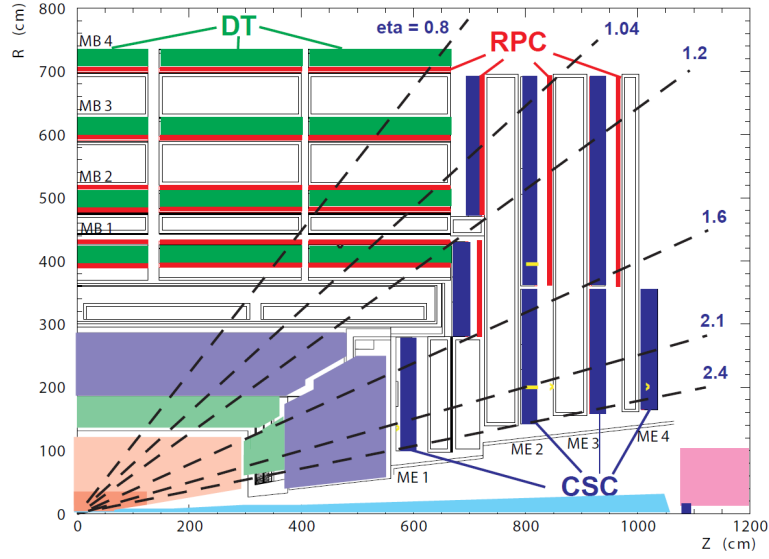 R (cm)
800
700
600
500
400
300
200
100
0
MB 4
MB 3
MB 2
MB 1
DT
eta = 0.8
RPC
1.04
1.2
1.6
2.1
2.4
ME 1
ME 2
ME 3
ME 4
CSC
0
200
400
600
800
1000
1200
Z (cm)